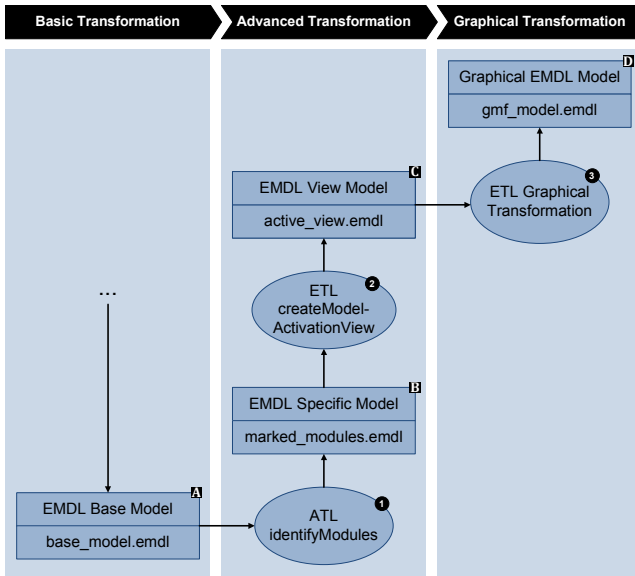 Basic Transformation
Advanced Transformation
Graphical Transformation
D
Graphical EMDL Model
gmf_model.emdl
3
ETL Graphical
Transformation
C
EMDL View Model
active_view.emdl
2
ETL
createModel-
ActivationView
...
B
EMDL Specific Model
marked_modules.emdl
A
EMDL Base Model
base_model.emdl
1
ATL
identifyModules